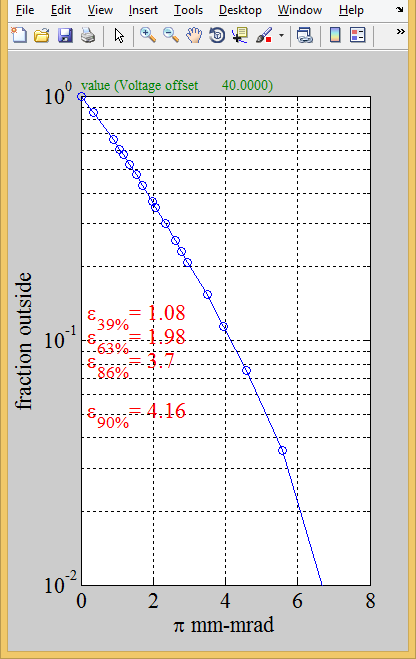 File Edit View Insert Tools Desktop Window Help
value (Voltage offset 40.0000)
10^0
ε39% = 1.08
10^-1
ε63% = 1.98
ε86% = 3.7
ε90% = 4.16
fraction outside
10^-2
0 2 4 6 8
π mm-mrad